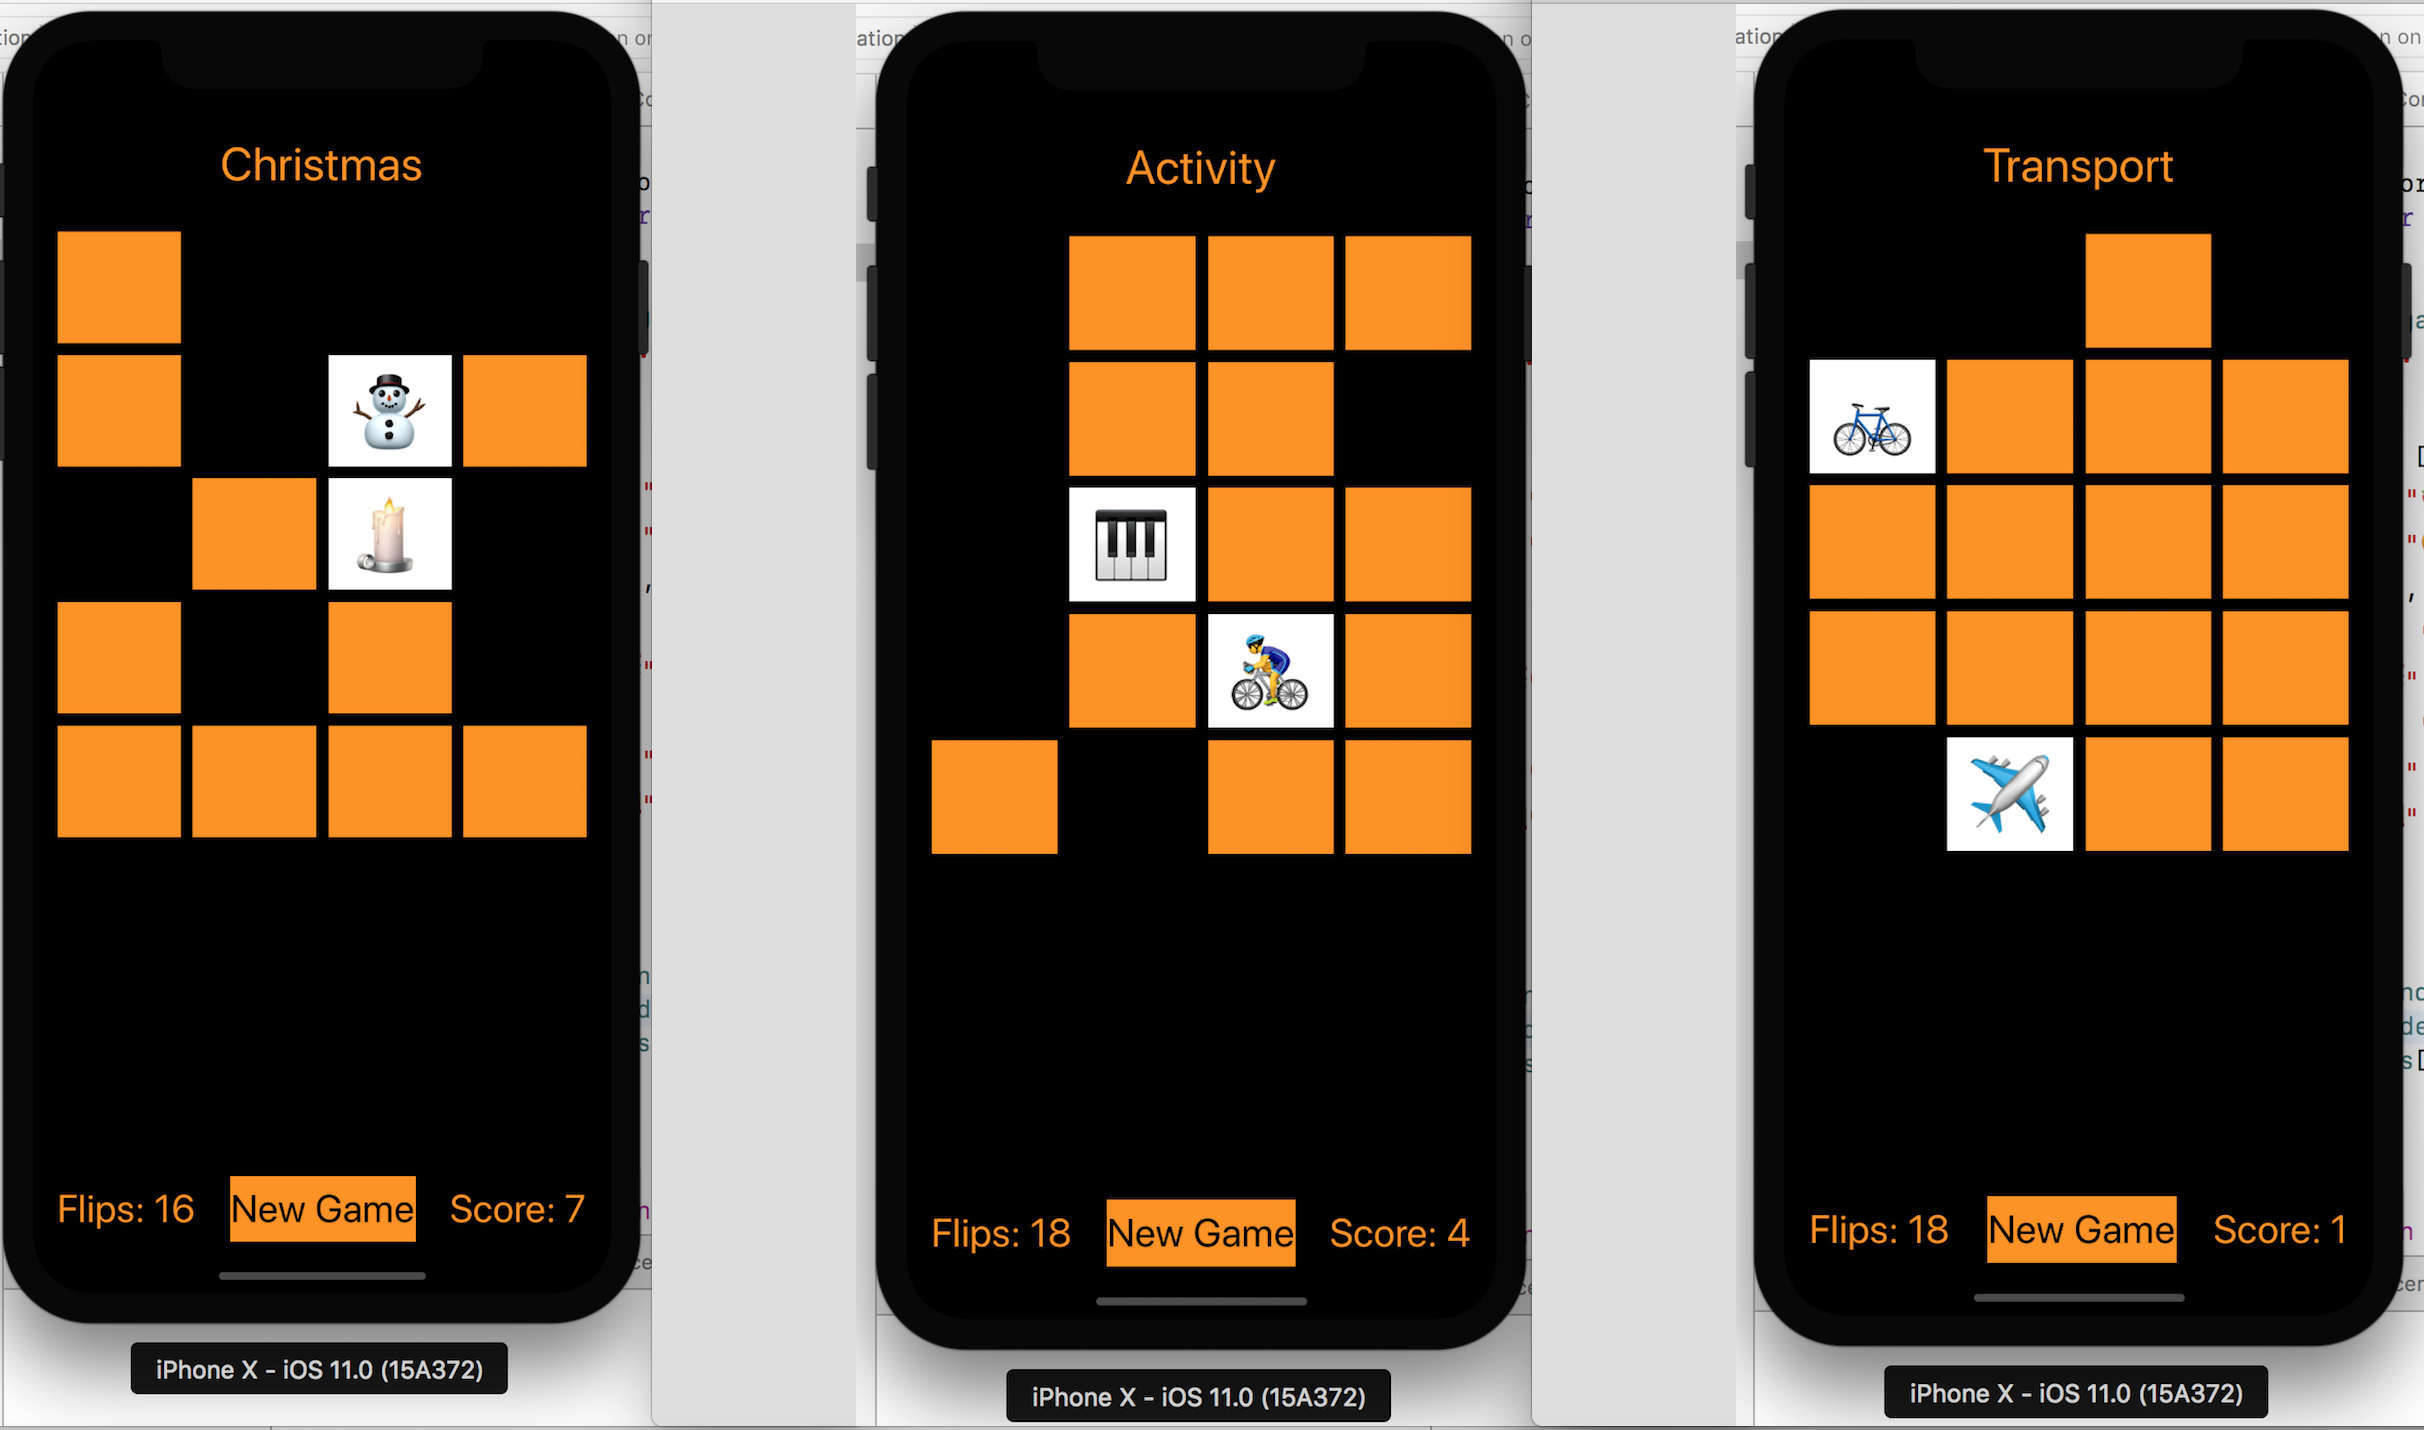 Christmas
Flips: 16
New Game
Score: 7
iPhone X - iOS 11.0 (15A372)
Activity
Flips: 18
New Game
Score: 4
iPhone X - iOS 11.0 (15A372)
Transport
Flips: 18
New Game
Score: 1
iPhone X - iOS 11.0 (15A372)